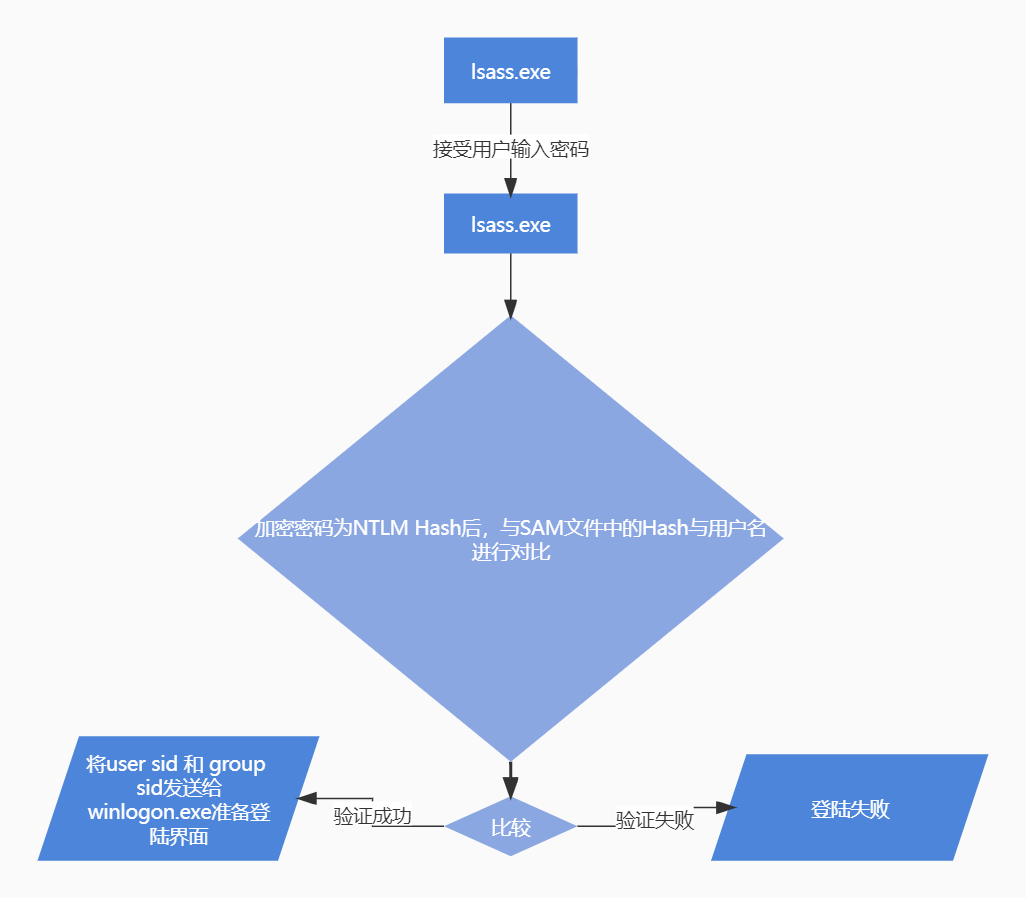 lsass.exe
接受用户输入密码
lsass.exe
加密密码为NTLM Hash后，与SAM文件中的Hash与用户名
进行对比
将user sid 和 group
sid发送给
winlogon.exe准备登
陆界面
验证成功
比较
验证失败
登陆失败